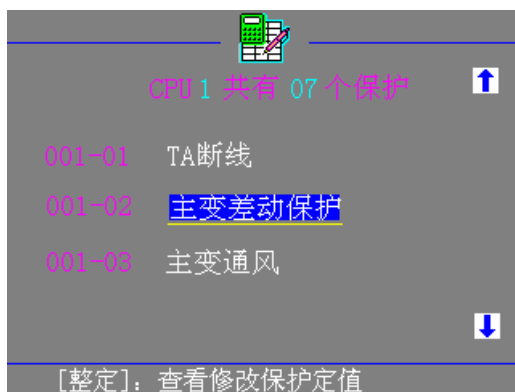 CPU 1 共有 07 个保护
001-01 TA断线
001-02 主变差动保护
001-03 主变通风
[整定]: 查看修改保护定值